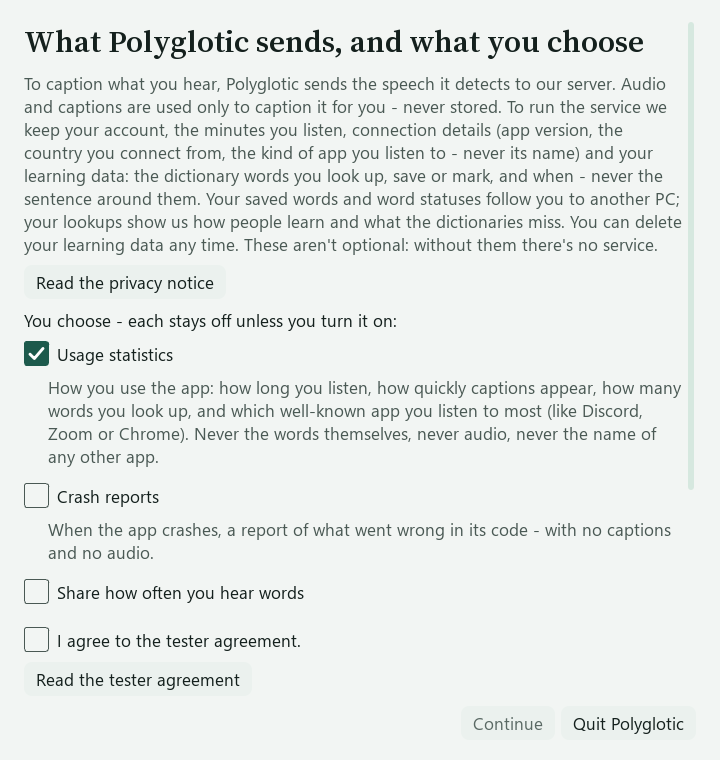 What Polyglotic sends, and what you choose
To caption what you hear, Polyglotic sends the speech it detects to our server. Audio
and captions are used only to caption it for you - never stored. To run the service we
keep your account, the minutes you listen, connection details (app version, the
country you connect from, the kind of app you listen to - never its name) and your
learning data: the dictionary words you look up, save or mark, and when - never the
sentence around them. Your saved words and word statuses follow you to another PC;
your lookups show us how people learn and what the dictionaries miss. You can delete
your learning data any time. These aren't optional: without them there's no service.
Read the privacy notice
You choose - each stays off unless you turn it on:
Usage statistics
How you use the app: how long you listen, how quickly captions appear, how many
words you look up, and which well-known app you listen to most (like Discord,
Zoom or Chrome). Never the words themselves, never audio, never the name of
any other app.
Crash reports
When the app crashes, a report of what went wrong in its code - with no captions
and no audio.
Share how often you hear words
I agree to the tester agreement.
Read the tester agreement
Continue
Quit Polyglotic